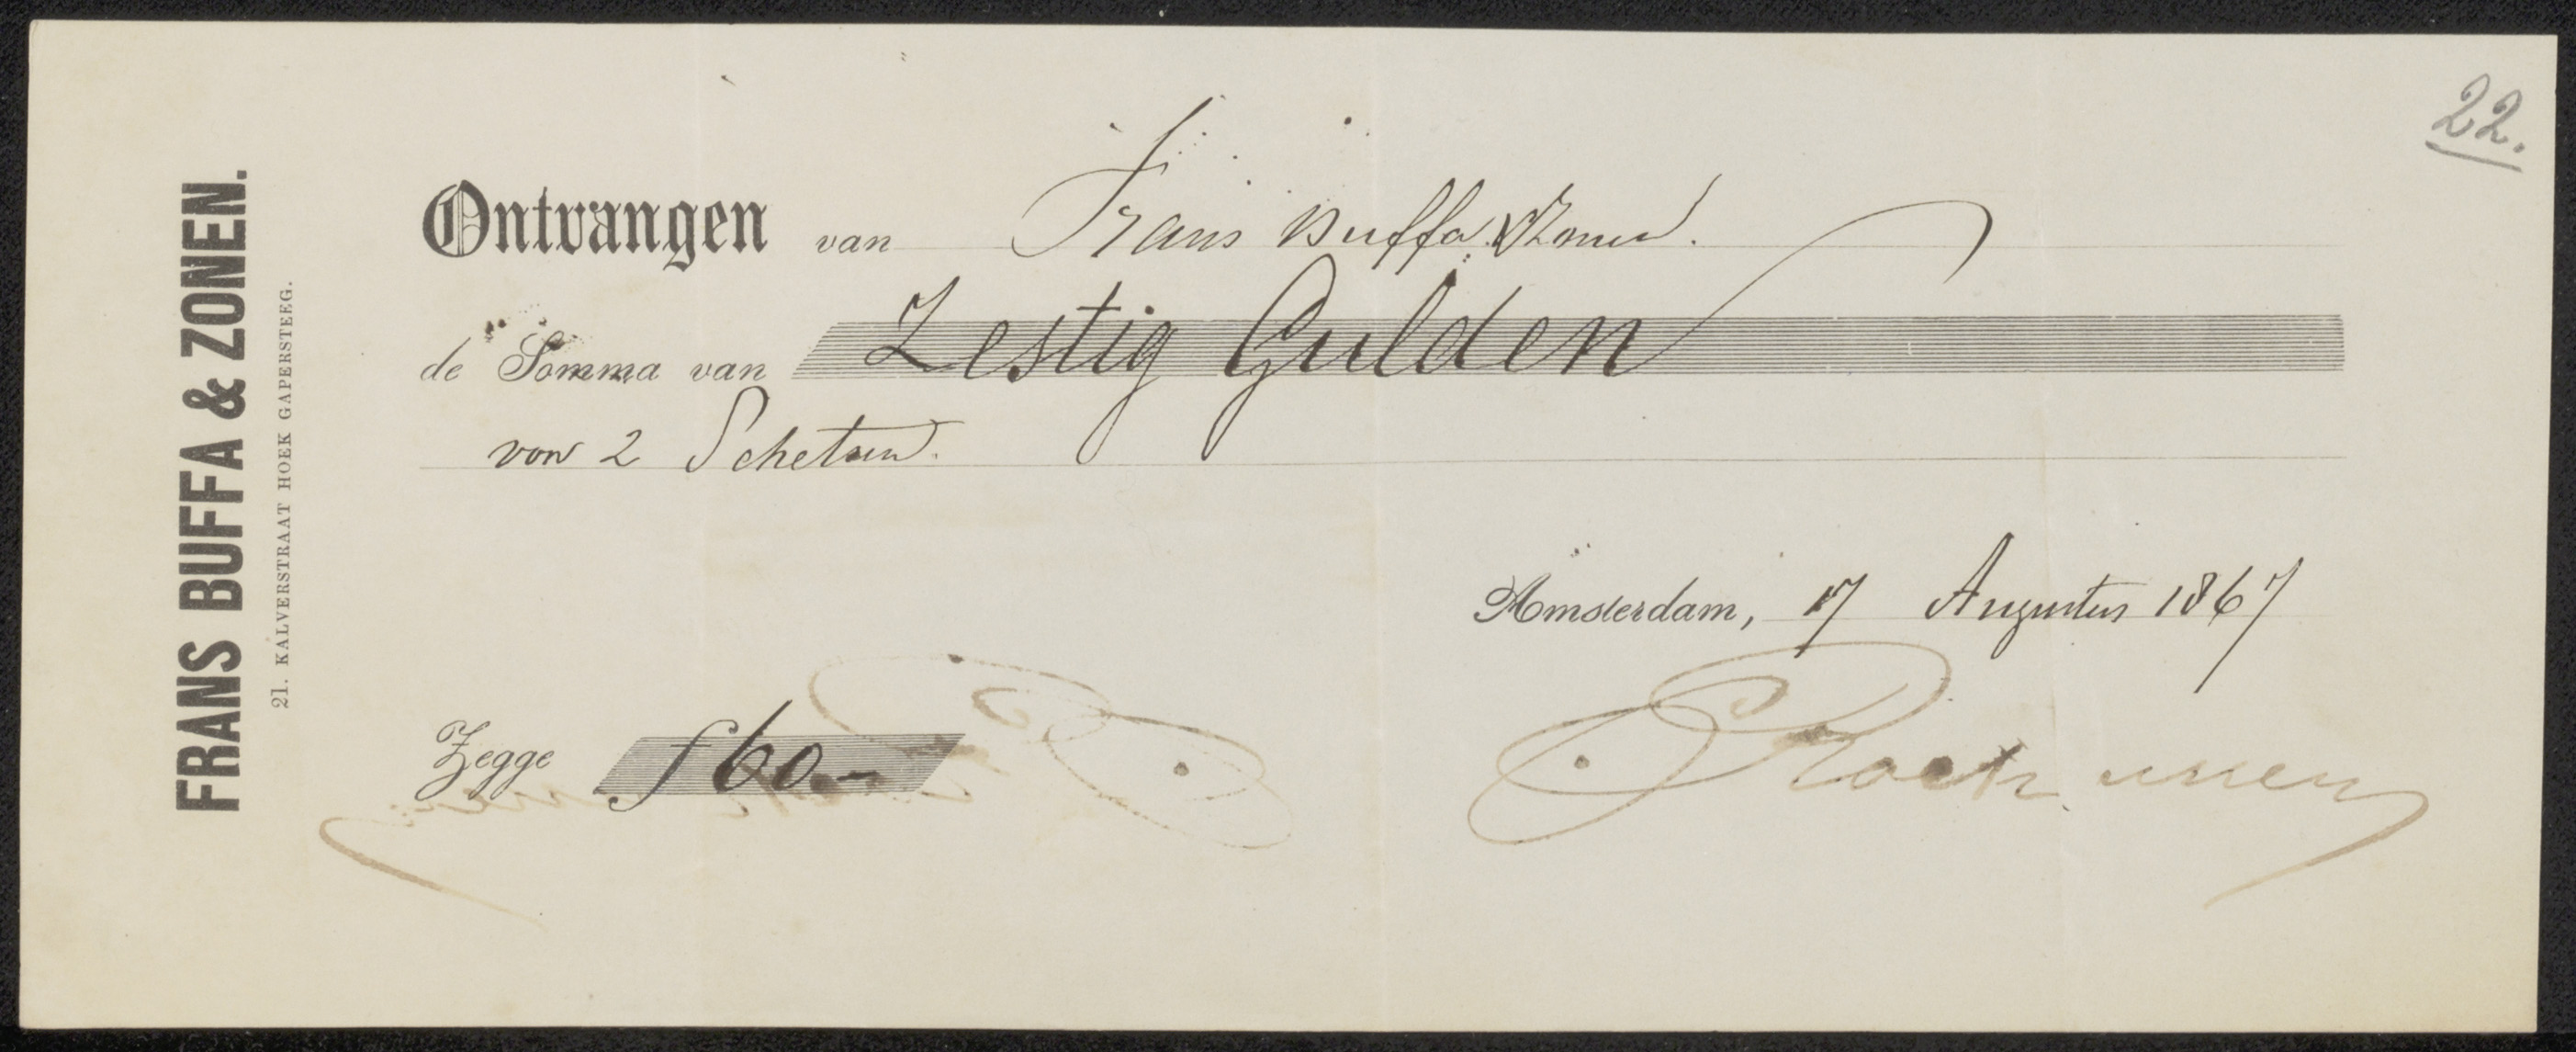 22.
FRANS BUFFA & ZONEN.
21. KALVERSTRAAT HOEK GAPERSTEEG.
Ontvangen van Frans Buffa & Zonen.
de Somma van Zestig Gulden
voor 2 Schetsen.
Amsterdam, 17 Augustus 1867
Zegge f 60.—
Rochussen